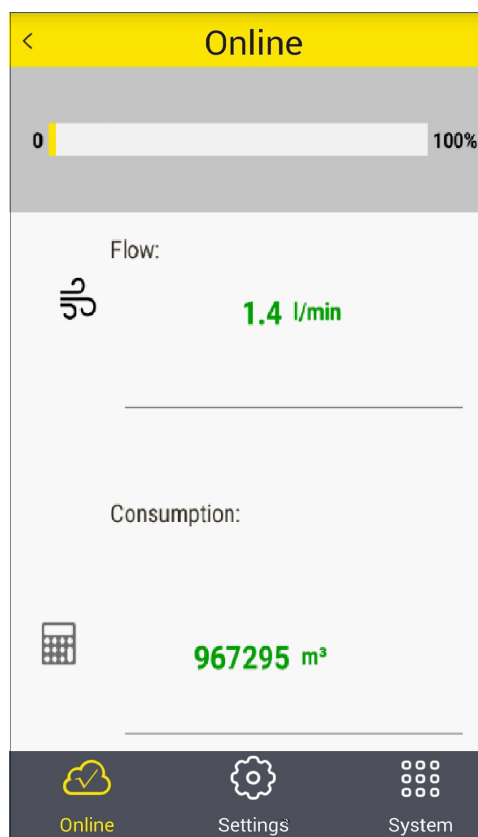 Online
0 100%
Flow:
1.4 l/min
Consumption:
967295 m³
Online Settings System